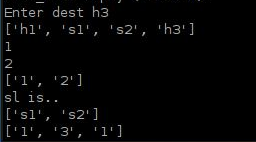 Enter dest h3
['h1', 's1', 's2', 'h3']
1
2
['1', '2']
sl is..
['s1', 's2']
['1', '3', '1']